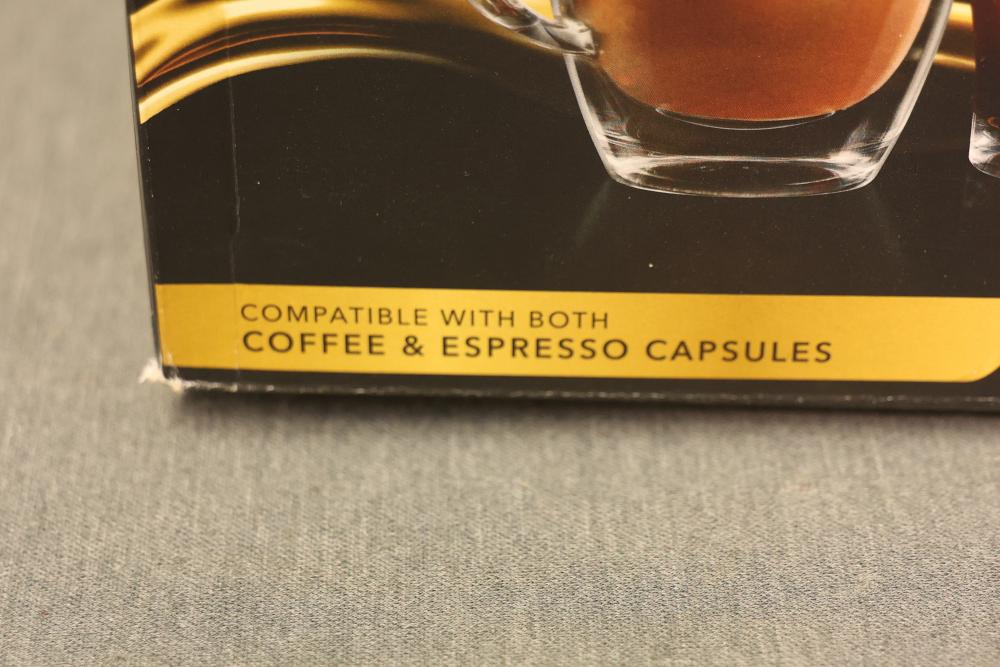 COMPATIBLE WITH BOTH
COFFEE & ESPRESSO CAPSULES